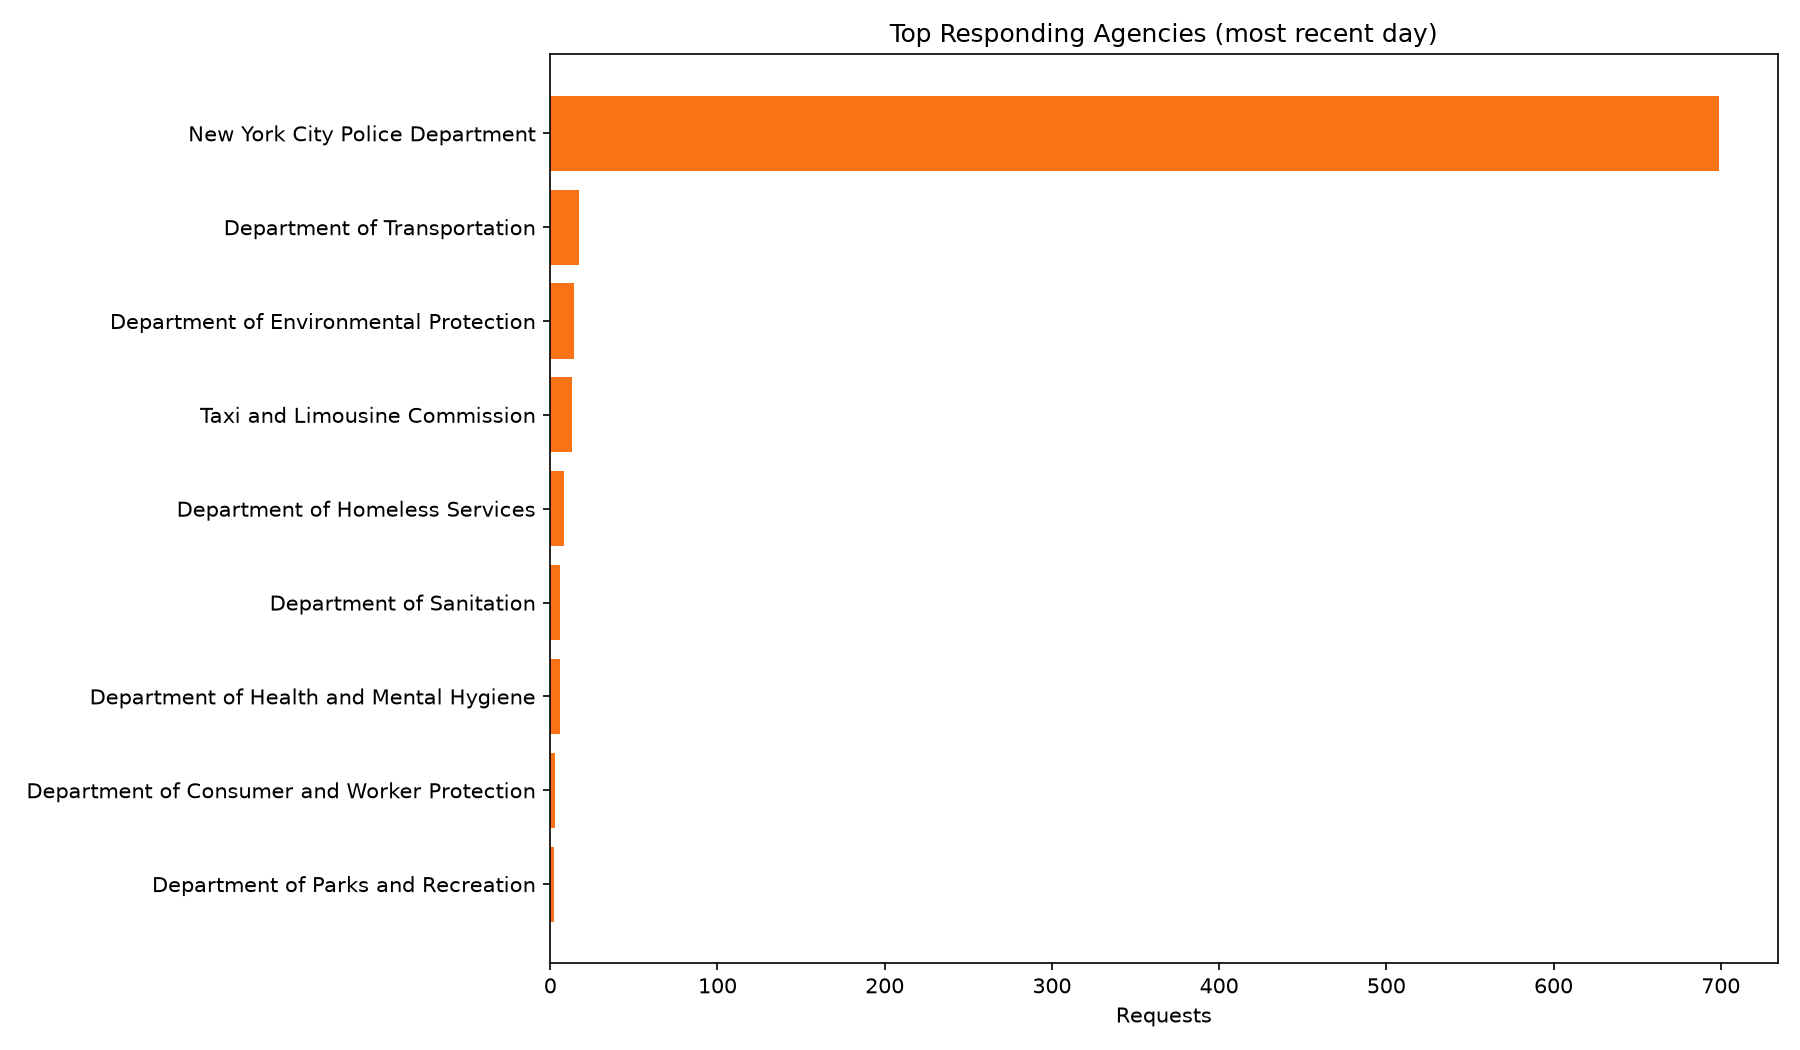 Top Responding Agencies (most recent day)
New York City Police Department
Department of Transportation
Department of Environmental Protection
Taxi and Limousine Commission
Department of Homeless Services
Department of Sanitation
Department of Health and Mental Hygiene
Department of Consumer and Worker Protection
Department of Parks and Recreation
0 100 200 300 400 500 600 700
Requests